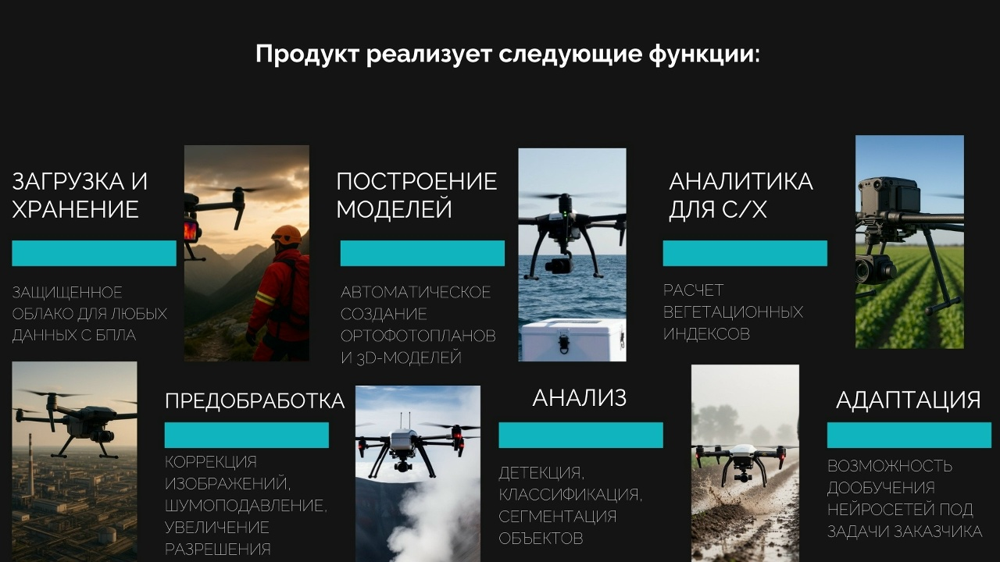 Продукт реализует следующие функции:
ЗАГРУЗКА И
ХРАНЕНИЕ
ЗАЩИЩЕННОЕ
ОБЛАКО ДЛЯ ЛЮБЫХ
ДАННЫХ С БПЛА
ПОСТРОЕНИЕ
МОДЕЛЕЙ
АВТОМАТИЧЕСКОЕ
СОЗДАНИЕ
ОРТОФОТОПЛАНОВ
И 3D-МОДЕЛЕЙ
АНАЛИТИКА
ДЛЯ С/Х
РАСЧЕТ
ВЕГЕТАЦИОННЫХ
ИНДЕКСОВ
ПРЕДОБРАБОТКА
КОРРЕКЦИЯ
ИЗОБРАЖЕНИЙ,
ШУМОПОДАВЛЕНИЕ,
УВЕЛИЧЕНИЕ
РАЗРЕШЕНИЯ
АНАЛИЗ
ДЕТЕКЦИЯ,
КЛАССИФИКАЦИЯ,
СЕГМЕНТАЦИЯ
ОБЪЕКТОВ
АДАПТАЦИЯ
ВОЗМОЖНОСТЬ
ДООБУЧЕНИЯ
НЕЙРОСЕТЕЙ ПОД
ЗАДАЧИ ЗАКАЗЧИКА